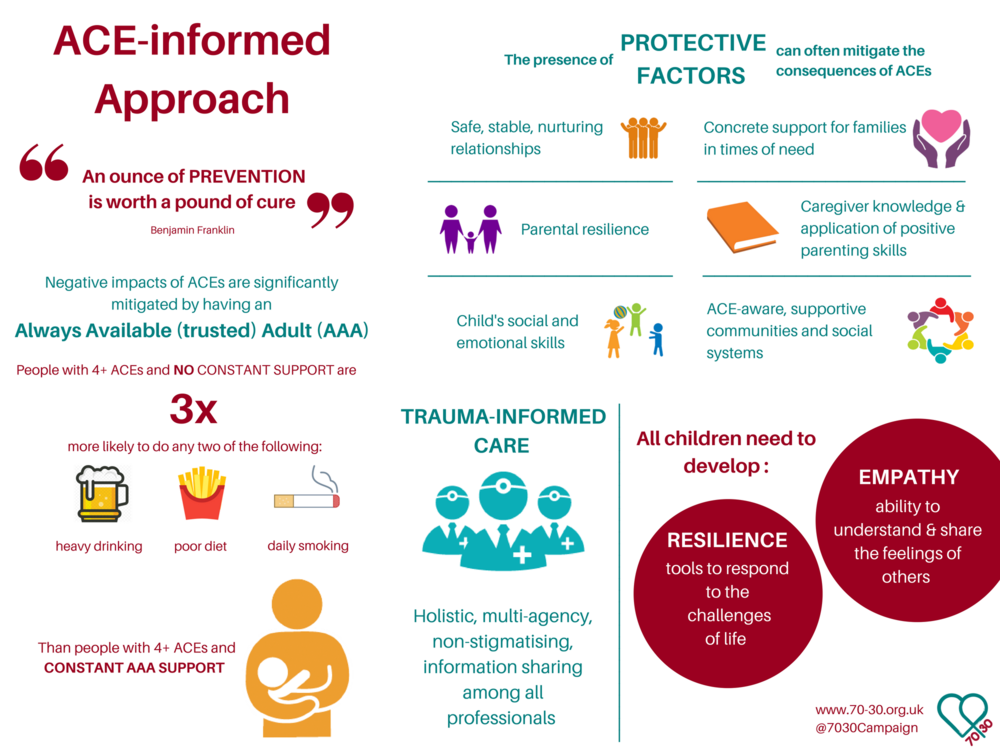 ACE-informed
Approach
An ounce of PREVENTION
is worth a pound of cure
Benjamin Franklin
Negative impacts of ACEs are significantly
mitigated by having an
Always Available (trusted) Adult (AAA)
People with 4+ ACEs and NO CONSTANT SUPPORT are
3x
more likely to do any two of the following:
heavy drinking
poor diet
daily smoking
Than people with 4+ ACEs and
CONSTANT AAA SUPPORT
The presence of
PROTECTIVE
FACTORS
can often mitigate the
consequences of ACEs
Safe, stable, nurturing
relationships
Concrete support for families
in times of need
Parental resilience
Caregiver knowledge &
application of positive
parenting skills
Child's social and
emotional skills
ACE-aware, supportive
communities and social
systems
TRAUMA-INFORMED
CARE
Holistic, multi-agency,
non-stigmatising,
information sharing
among all
professionals
All children need to
develop :
RESILIENCE
tools to respond
to the
challenges
of life
EMPATHY
ability to
understand & share
the feelings of
others
www.70-30.org.uk
@7030Campaign
70 30